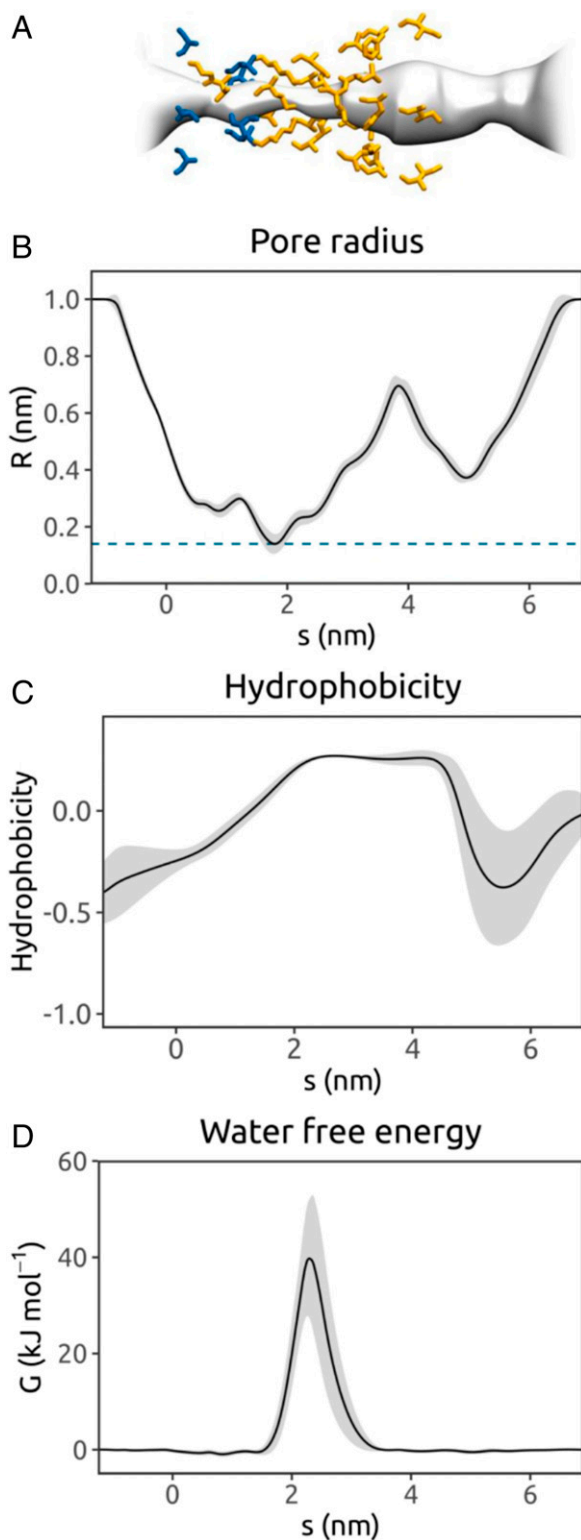 A
B
Pore radius
1.0
0.8
0.6
0.4
0.2
0.0
R (nm)
0 2 4 6
s (nm)
C
Hydrophobicity
0.0
-0.5
-1.0
Hydrophobicity
0 2 4 6
s (nm)
D
Water free energy
60
40
20
0
G (kJ mol⁻¹)
0 2 4 6
s (nm)